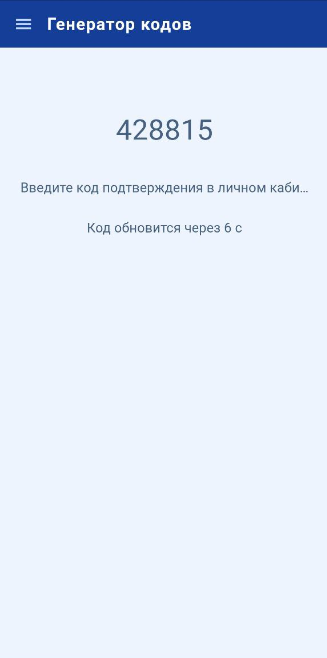 Генератор кодов
428815
Введите код подтверждения в личном каби...
Код обновится через 6 с